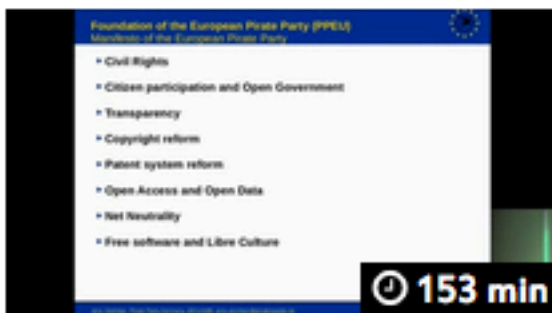 Foundation of the European Pirate Party (PPEU)
Manifesto of the European Pirate Party
Civil Rights
Citizen participation and Open Government
Transparency
Copyright reform
Patent system reform
Open Access and Open Data
Net Neutrality
Free software and Libre Culture
153 min